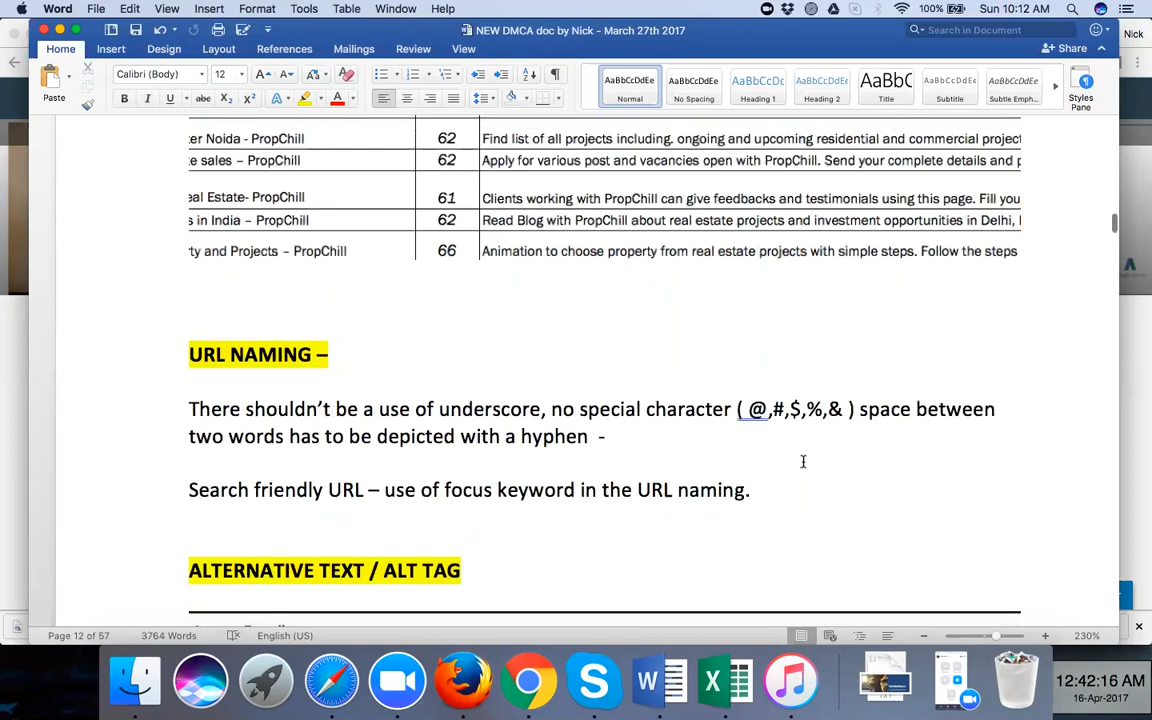 Word File Edit View Insert Format Tools Table Window Help 100% Sun 10:12 AM
NEW DMCA doc by Nick - March 27th 2017
Search in Document
Nick
Home Insert Design Layout References Mailings Review View
Share
Paste
Calibri (Body) 12
B I U abc X2 X2 A A
AaBbCcDdEe AaBbCcDdEe AaBbCcDdEe AaBbCcDdEe AaBbC AaBbCcDdEe AaBbCcDdEe
Normal No Spacing Heading 1 Heading 2 Title Subtitle Subtle Emph...
Styles
Pane
er Noida - PropChill 62 Find list of all projects including. ongoing and upcoming residential and commercial project
e sales – PropChill 62 Apply for various post and vacancies open with PropChill. Send your complete details and p
eal Estate- PropChill 61 Clients working with PropChill can give feedbacks and testimonials using this page. Fill you
s in India – PropChill 62 Read Blog with PropChill about real estate projects and investment opportunities in Delhi,
ty and Projects – PropChill 66 Animation to choose property from real estate projects with simple steps. Follow the steps
URL NAMING –
There shouldn't be a use of underscore, no special character ( @,#,$,%,& ) space between
two words has to be depicted with a hyphen -
Search friendly URL – use of focus keyword in the URL naming.
ALTERNATIVE TEXT / ALT TAG
Page 12 of 57 3764 Words English (US) 230%
12:42:16 AM
16-Apr-2017